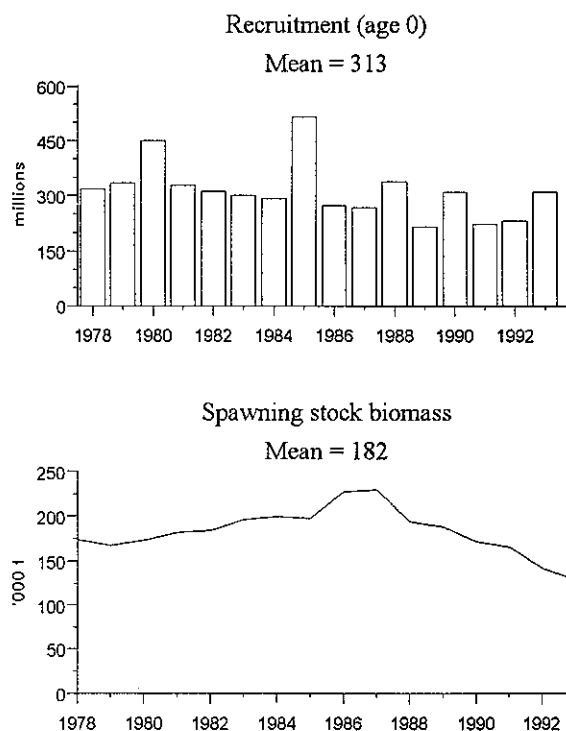 Recruitment (age 0)
Mean = 313
600
450
300
150
0
millions
1978 1980 1982 1984 1986 1988 1990 1992
Spawning stock biomass
Mean = 182
250
200
150
100
50
0
'000 t
1978 1980 1982 1984 1986 1988 1990 1992